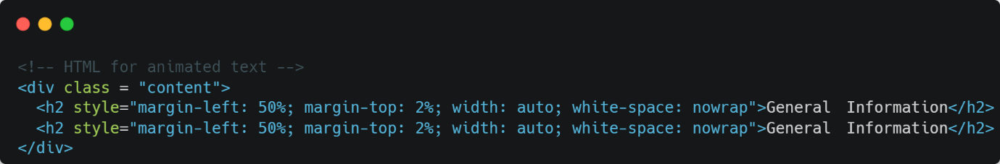 <!-- HTML for animated text -->
<div class = "content">
  <h2 style="margin-left: 50%; margin-top: 2%; width: auto; white-space: nowrap">General  Information</h2>
  <h2 style="margin-left: 50%; margin-top: 2%; width: auto; white-space: nowrap">General  Information</h2>
</div>